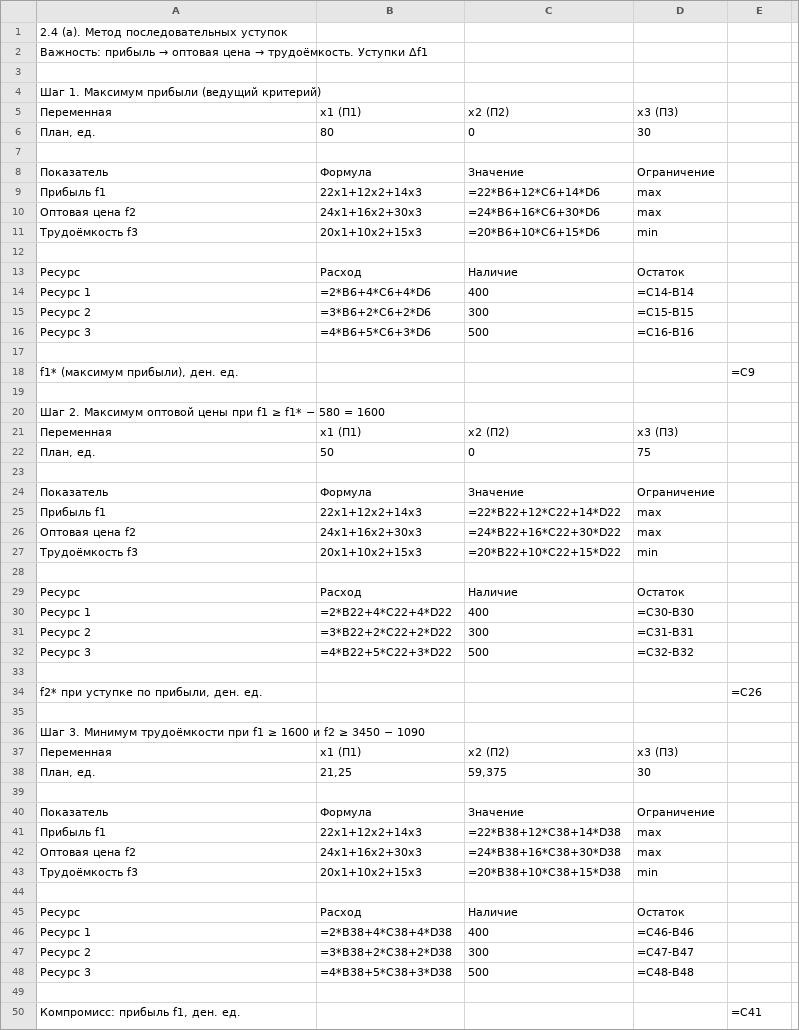 A B C D E
1 2.4 (а). Метод последовательных уступок
2 Важность: прибыль → оптовая цена → трудоёмкость. Уступки Δf1
3
4 Шаг 1. Максимум прибыли (ведущий критерий)
5 Переменная x1 (П1) x2 (П2) x3 (П3)
6 План, ед. 80 0 30
7
8 Показатель Формула Значение Ограничение
9 Прибыль f1 22x1+12x2+14x3 =22*B6+12*C6+14*D6 max
10 Оптовая цена f2 24x1+16x2+30x3 =24*B6+16*C6+30*D6 max
11 Трудоёмкость f3 20x1+10x2+15x3 =20*B6+10*C6+15*D6 min
12
13 Ресурс Расход Наличие Остаток
14 Ресурс 1 =2*B6+4*C6+4*D6 400 =C14-B14
15 Ресурс 2 =3*B6+2*C6+2*D6 300 =C15-B15
16 Ресурс 3 =4*B6+5*C6+3*D6 500 =C16-B16
17
18 f1* (максимум прибыли), ден. ед. =C9
19
20 Шаг 2. Максимум оптовой цены при f1 ≥ f1* − 580 = 1600
21 Переменная x1 (П1) x2 (П2) x3 (П3)
22 План, ед. 50 0 75
23
24 Показатель Формула Значение Ограничение
25 Прибыль f1 22x1+12x2+14x3 =22*B22+12*C22+14*D22 max
26 Оптовая цена f2 24x1+16x2+30x3 =24*B22+16*C22+30*D22 max
27 Трудоёмкость f3 20x1+10x2+15x3 =20*B22+10*C22+15*D22 min
28
29 Ресурс Расход Наличие Остаток
30 Ресурс 1 =2*B22+4*C22+4*D22 400 =C30-B30
31 Ресурс 2 =3*B22+2*C22+2*D22 300 =C31-B31
32 Ресурс 3 =4*B22+5*C22+3*D22 500 =C32-B32
33
34 f2* при уступке по прибыли, ден. ед. =C26
35
36 Шаг 3. Минимум трудоёмкости при f1 ≥ 1600 и f2 ≥ 3450 − 1090
37 Переменная x1 (П1) x2 (П2) x3 (П3)
38 План, ед. 21,25 59,375 30
39
40 Показатель Формула Значение Ограничение
41 Прибыль f1 22x1+12x2+14x3 =22*B38+12*C38+14*D38 max
42 Оптовая цена f2 24x1+16x2+30x3 =24*B38+16*C38+30*D38 max
43 Трудоёмкость f3 20x1+10x2+15x3 =20*B38+10*C38+15*D38 min
44
45 Ресурс Расход Наличие Остаток
46 Ресурс 1 =2*B38+4*C38+4*D38 400 =C46-B46
47 Ресурс 2 =3*B38+2*C38+2*D38 300 =C47-B47
48 Ресурс 3 =4*B38+5*C38+3*D38 500 =C48-B48
49
50 Компромисс: прибыль f1, ден. ед. =C41